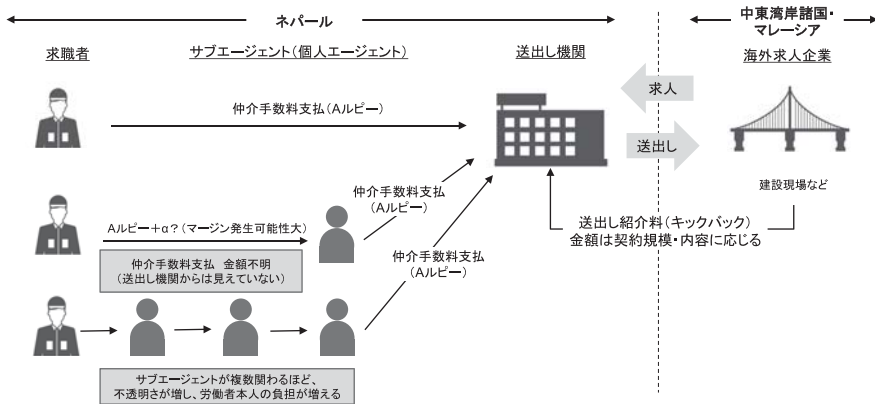 ネパール
中東湾岸諸国・
マレーシア
求職者
サブエージェント(個人エージェント)
送出し機関
海外求人企業
仲介手数料支払(Aルピー)
求人
送出し
建設現場など
仲介手数料支払
(Aルピー)
Aルピー+α?(マージン発生可能性大)
仲介手数料支払 金額不明
(送出し機関からは見えていない)
仲介手数料支払
(Aルピー)
送出し紹介料(キックバック)
金額は契約規模・内容に応じる
サブエージェントが複数関わるほど、
不透明さが増し、労働者本人の負担が増える